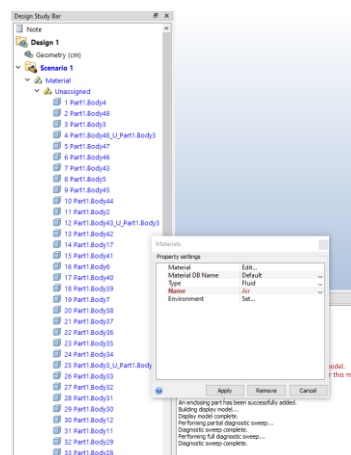 Design Study Bar
Note
Design 1
Geometry (cm)
Scenario 1
Material
Unassigned
1 Part1.Body4
2 Part1.Body48
3 Part1.Body3
4 Part1.Body48_U_Part1.Body3
5 Part1.Body47
6 Part1.Body46
7 Part1.Body43
8 Part1.Body5
9 Part1.Body45
10 Part1.Body44
11 Part1.Body2
12 Part1.Body43_U_Part1.Body3
13 Part1.Body42
14 Part1.Body17
15 Part1.Body41
16 Part1.Body6
17 Part1.Body40
18 Part1.Body39
19 Part1.Body7
20 Part1.Body38
21 Part1.Body37
22 Part1.Body36
23 Part1.Body35
24 Part1.Body34
25 Part1.Body3_U_Part1.Body
26 Part1.Body33
27 Part1.Body32
28 Part1.Body31
29 Part1.Body30
30 Part1.Body12
31 Part1.Body11
32 Part1.Body29
33 Part1.Body28
Materials
Property settings
Material Edit...
Material DB Name Default
Type Fluid
Name Air
Environment Set...
Apply Remove Cancel
odel.
r this m
An enclosing part has been successfully added.
Building display model...
Display model complete.
Performing partial diagnostic sweep...
Diagnostic sweep complete.
Performing full diagnostic sweep...
Diagnostic sweep complete.